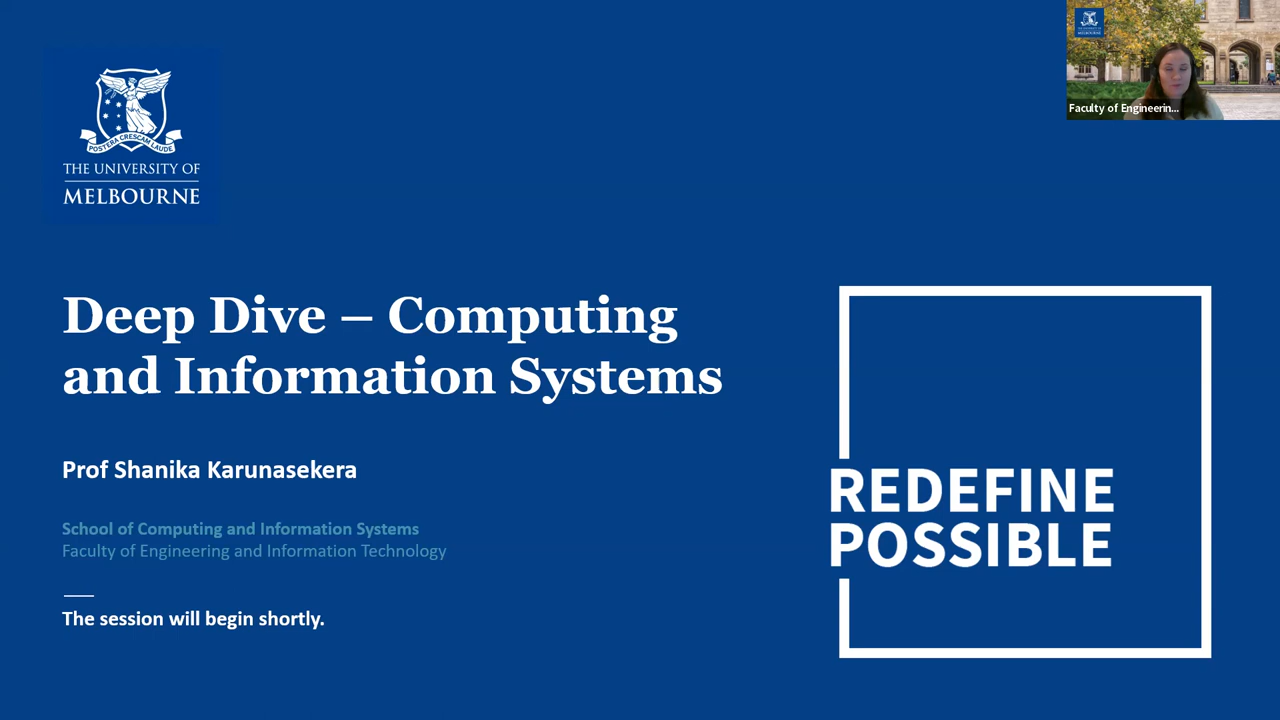 POSTERA CRESCAM LAUDE
THE UNIVERSITY OF
MELBOURNE
Faculty of Engineerin...
Deep Dive – Computing
and Information Systems
Prof Shanika Karunasekera
School of Computing and Information Systems
Faculty of Engineering and Information Technology
The session will begin shortly.
REDEFINE
POSSIBLE
MELBOURNE